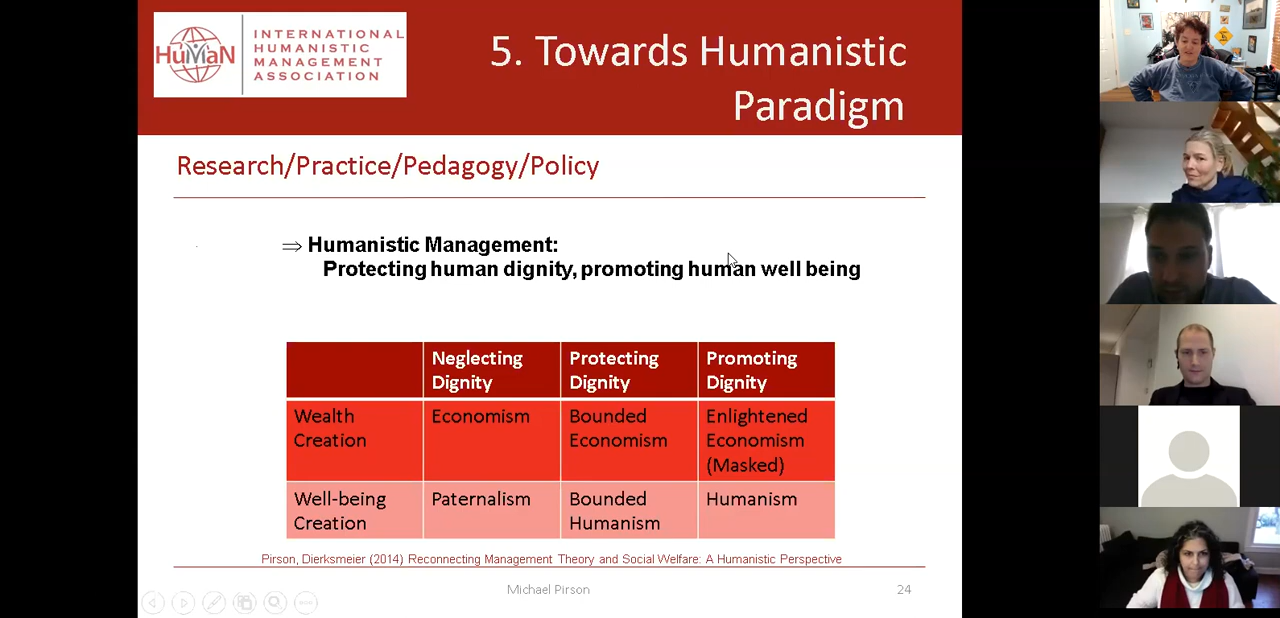 HuMaN
INTERNATIONAL
HUMANISTIC
MANAGEMENT
ASSOCIATION
5. Towards Humanistic
Paradigm
Research/Practice/Pedagogy/Policy
⇒ Humanistic Management:
Protecting human dignity, promoting human well being
Neglecting Dignity
Protecting Dignity
Promoting Dignity
Wealth Creation
Economism
Bounded Economism
Enlightened Economism (Masked)
Well-being Creation
Paternalism
Bounded Humanism
Humanism
Pirson, Dierksmeier (2014) Reconnecting Management Theory and Social Welfare: A Humanistic Perspective
Michael Pirson
24